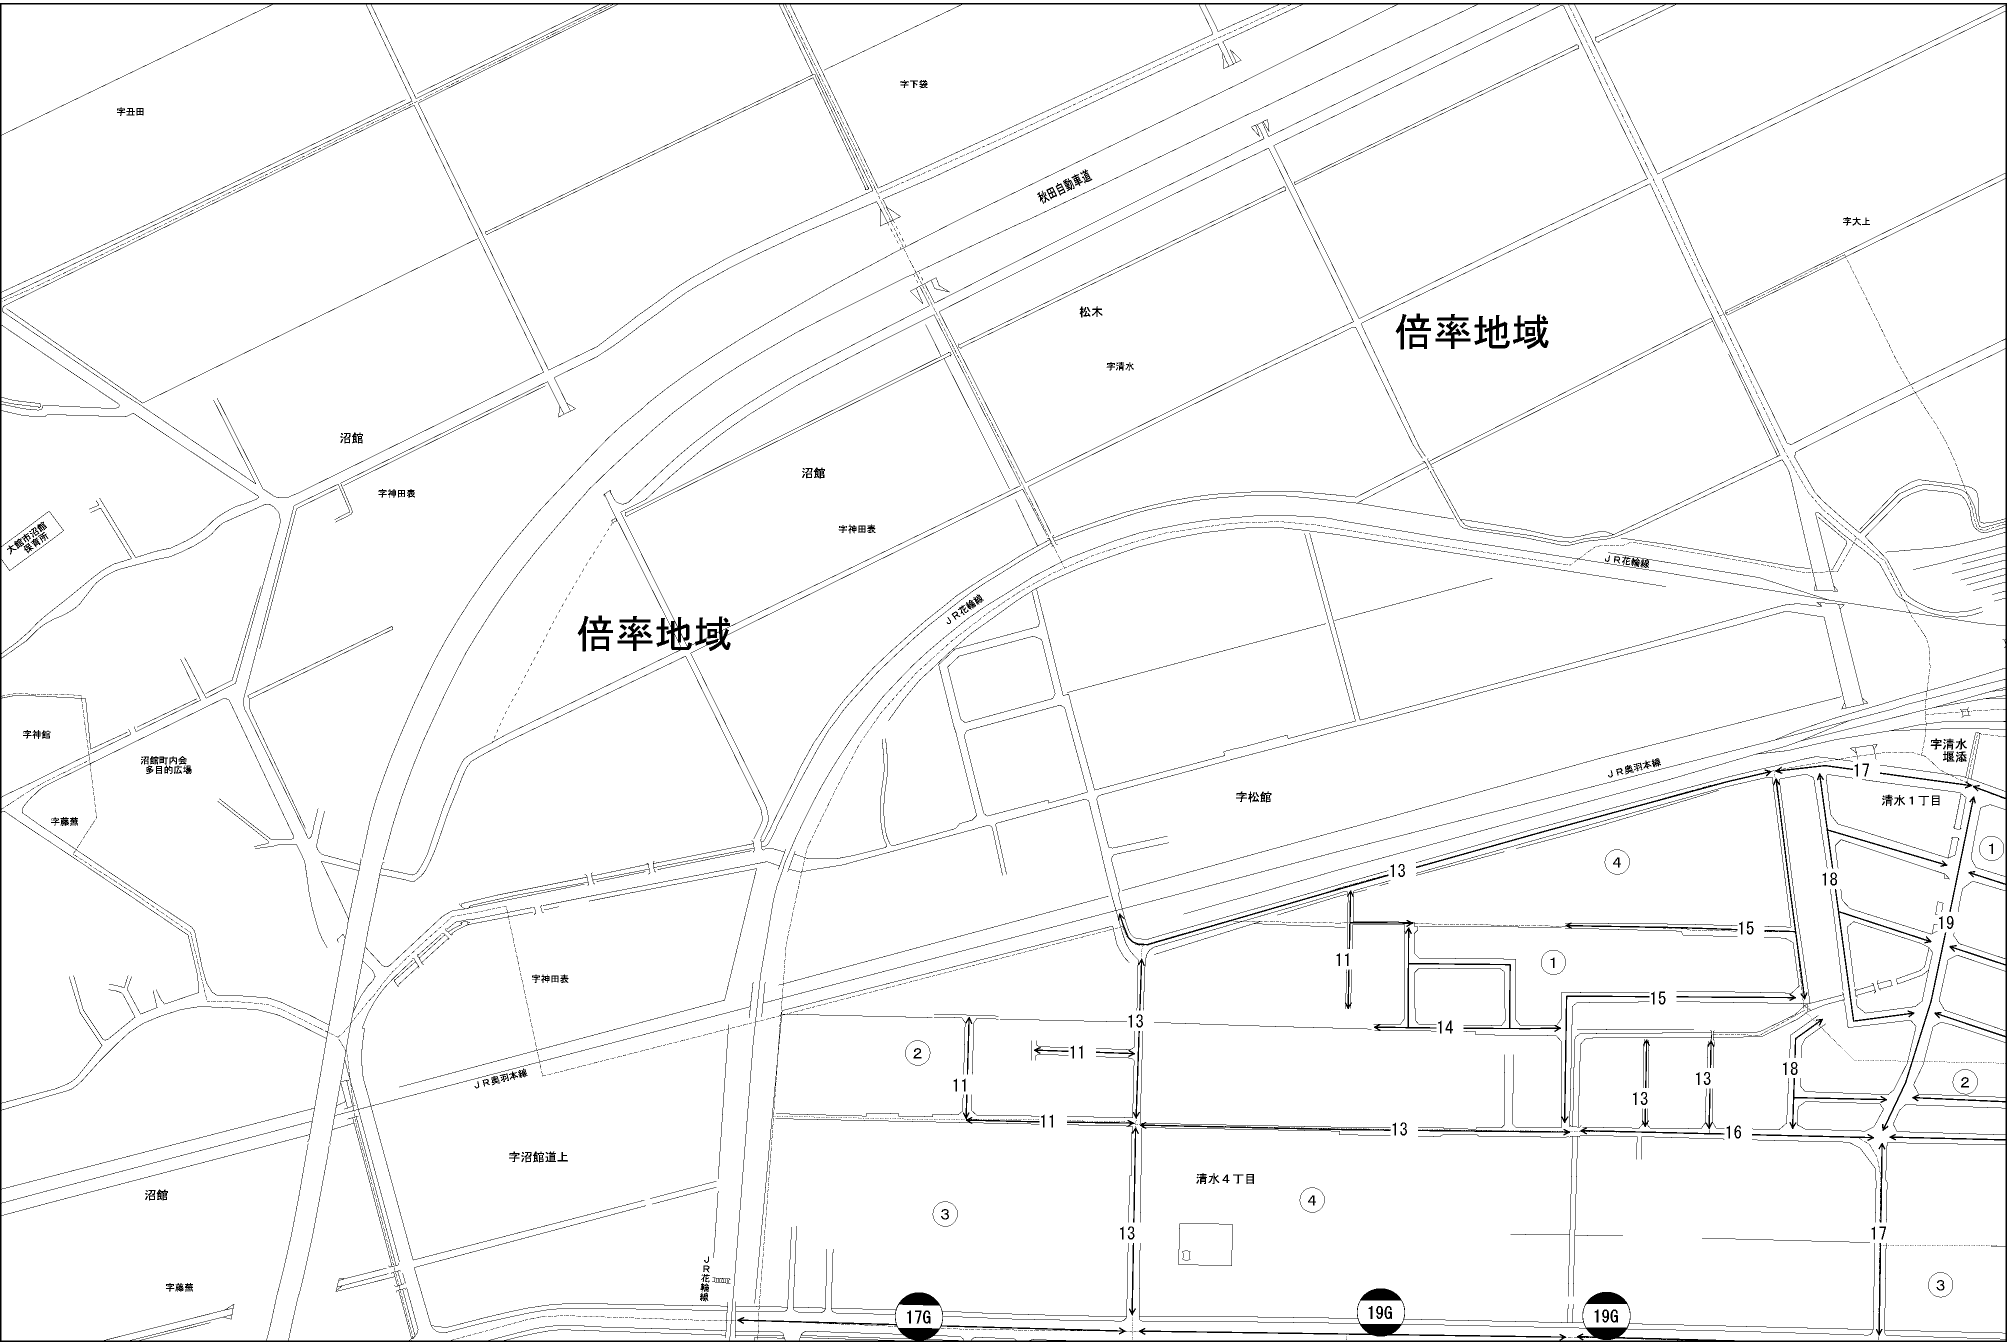 字下袋
字丑田
秋田自動車道
字大上
松木
倍率地域
字清水
沼館
沼館
字神田表
字神田表
大館市沼館
保育所
JR花輪線
JR花輪線
倍率地域
字神館
沼館町内会
多目的広場
字清水
堰添
JR奥羽本線
17
字松館
清水1丁目
字藤蕪
1
4
13
18
19
15
11
1
字神田表
15
13
14
2
11
18
JR奥羽本線
13
2
11
13
11
13
16
字沼館道上
清水4丁目
沼館
4
3
13
17
JR花輪線
字藤蕪
3
17G
19G
19G